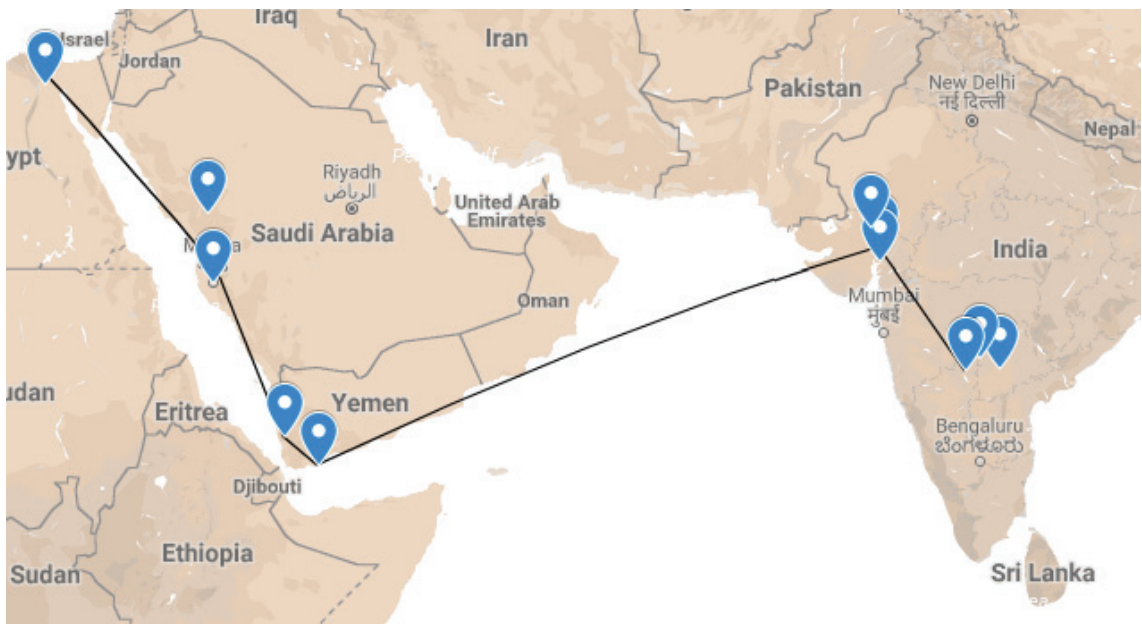 Iraq
Israel
Jordan
Iran
Pakistan
New Delhi
नई दिल्ली
Nepal
ypt
Riyadh
الرياض
United Arab
Emirates
Saudi Arabia
India
Oman
Mumbai
मुंबई
udan
Eritrea
Yemen
Bengaluru
ಬೆಂಗಳೂರು
Djibouti
Ethiopia
Sudan
Sri Lanka